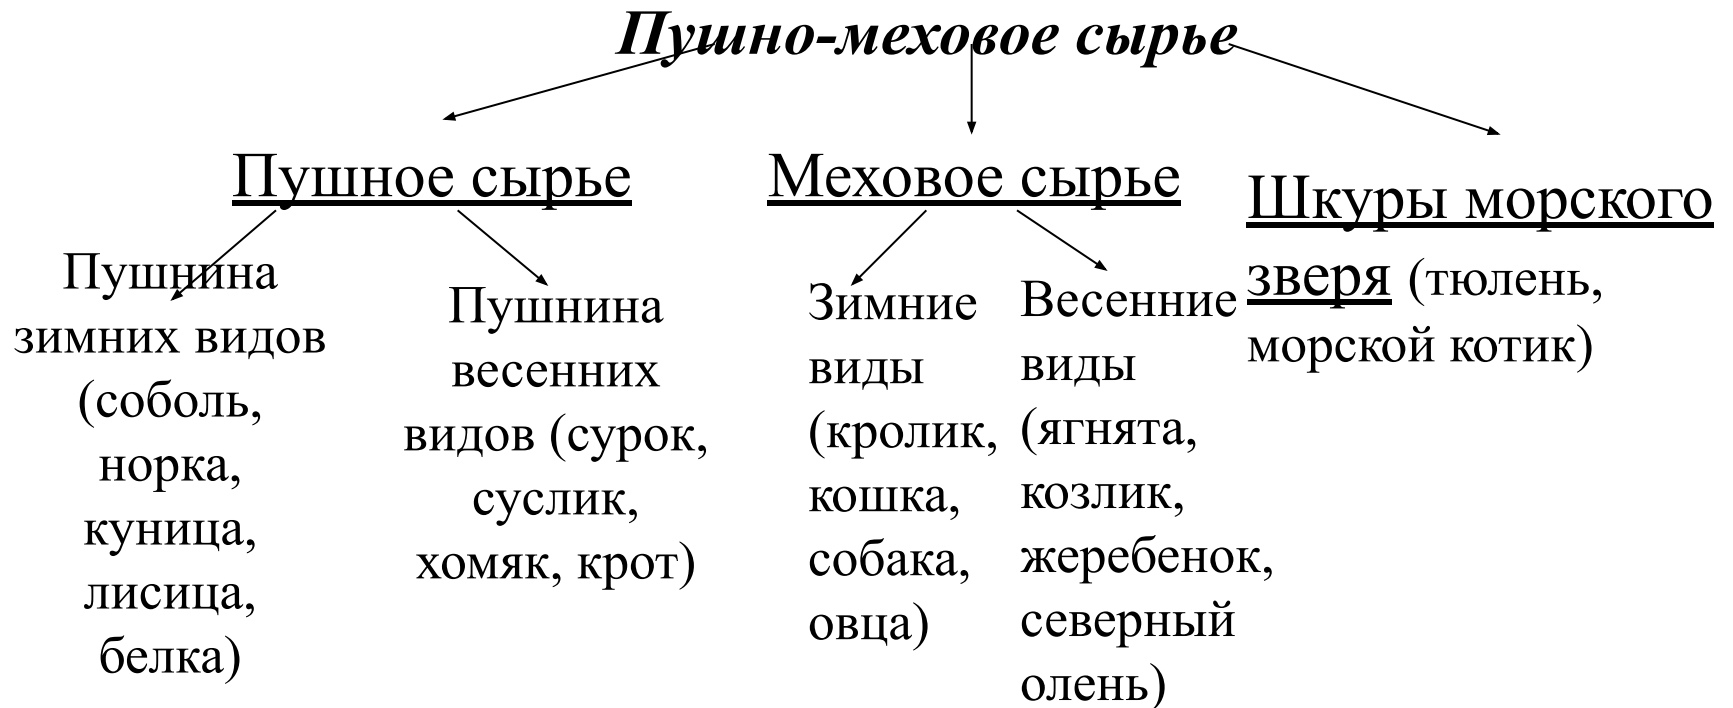 Пушно-меховое сырье
Пушное сырье
Пушнина
зимних видов
(соболь,
норка,
куница,
лисица,
белка)
Пушнина
весенних
видов (сурок,
суслик,
хомяк, крот)
Меховое сырье
Зимние
виды
(кролик,
кошка,
собака,
овца)
Весенние
виды
(ягнята,
козлик,
жеребенок,
северный
олень)
Шкуры морского
зверя (тюлень,
морской котик)